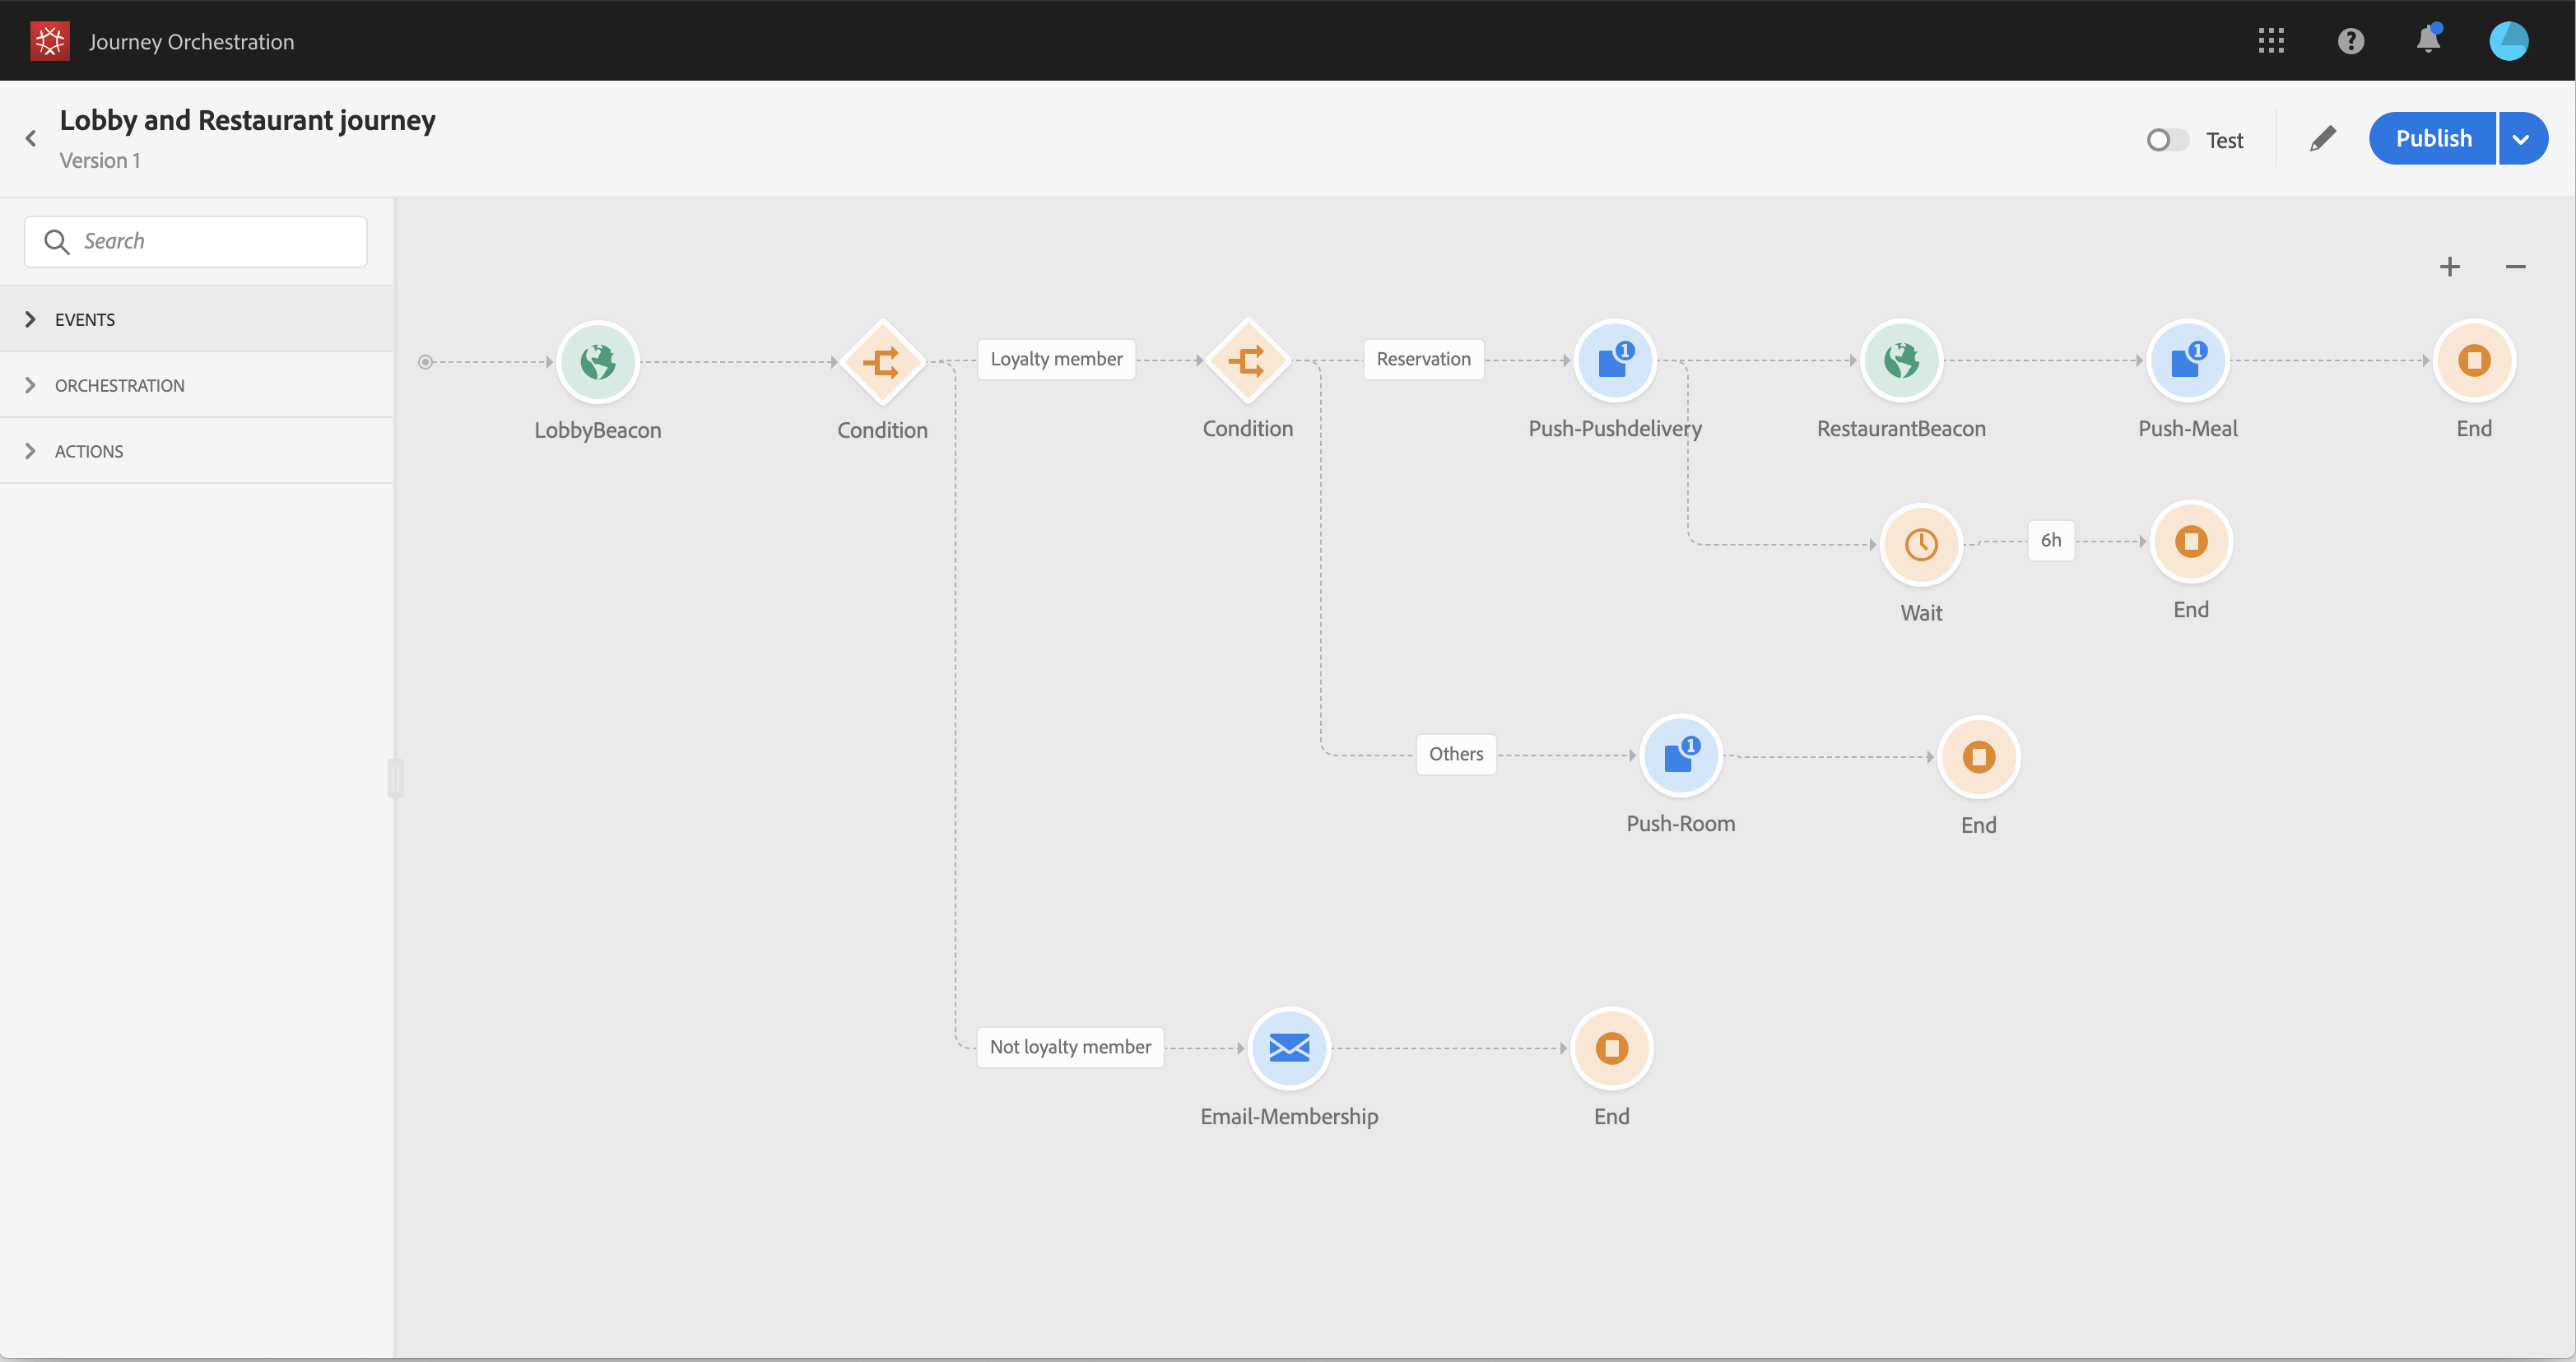 Journey Orchestration
Lobby and Restaurant journey
Version 1
Test
Publish
Search
EVENTS
ORCHESTRATION
ACTIONS
LobbyBeacon
Condition
Loyalty member
Condition
Reservation
1
Push-Pushdelivery
RestaurantBeacon
1
Push-Meal
End
Wait
6h
End
Others
1
Push-Room
End
Not loyalty member
Email-Membership
End